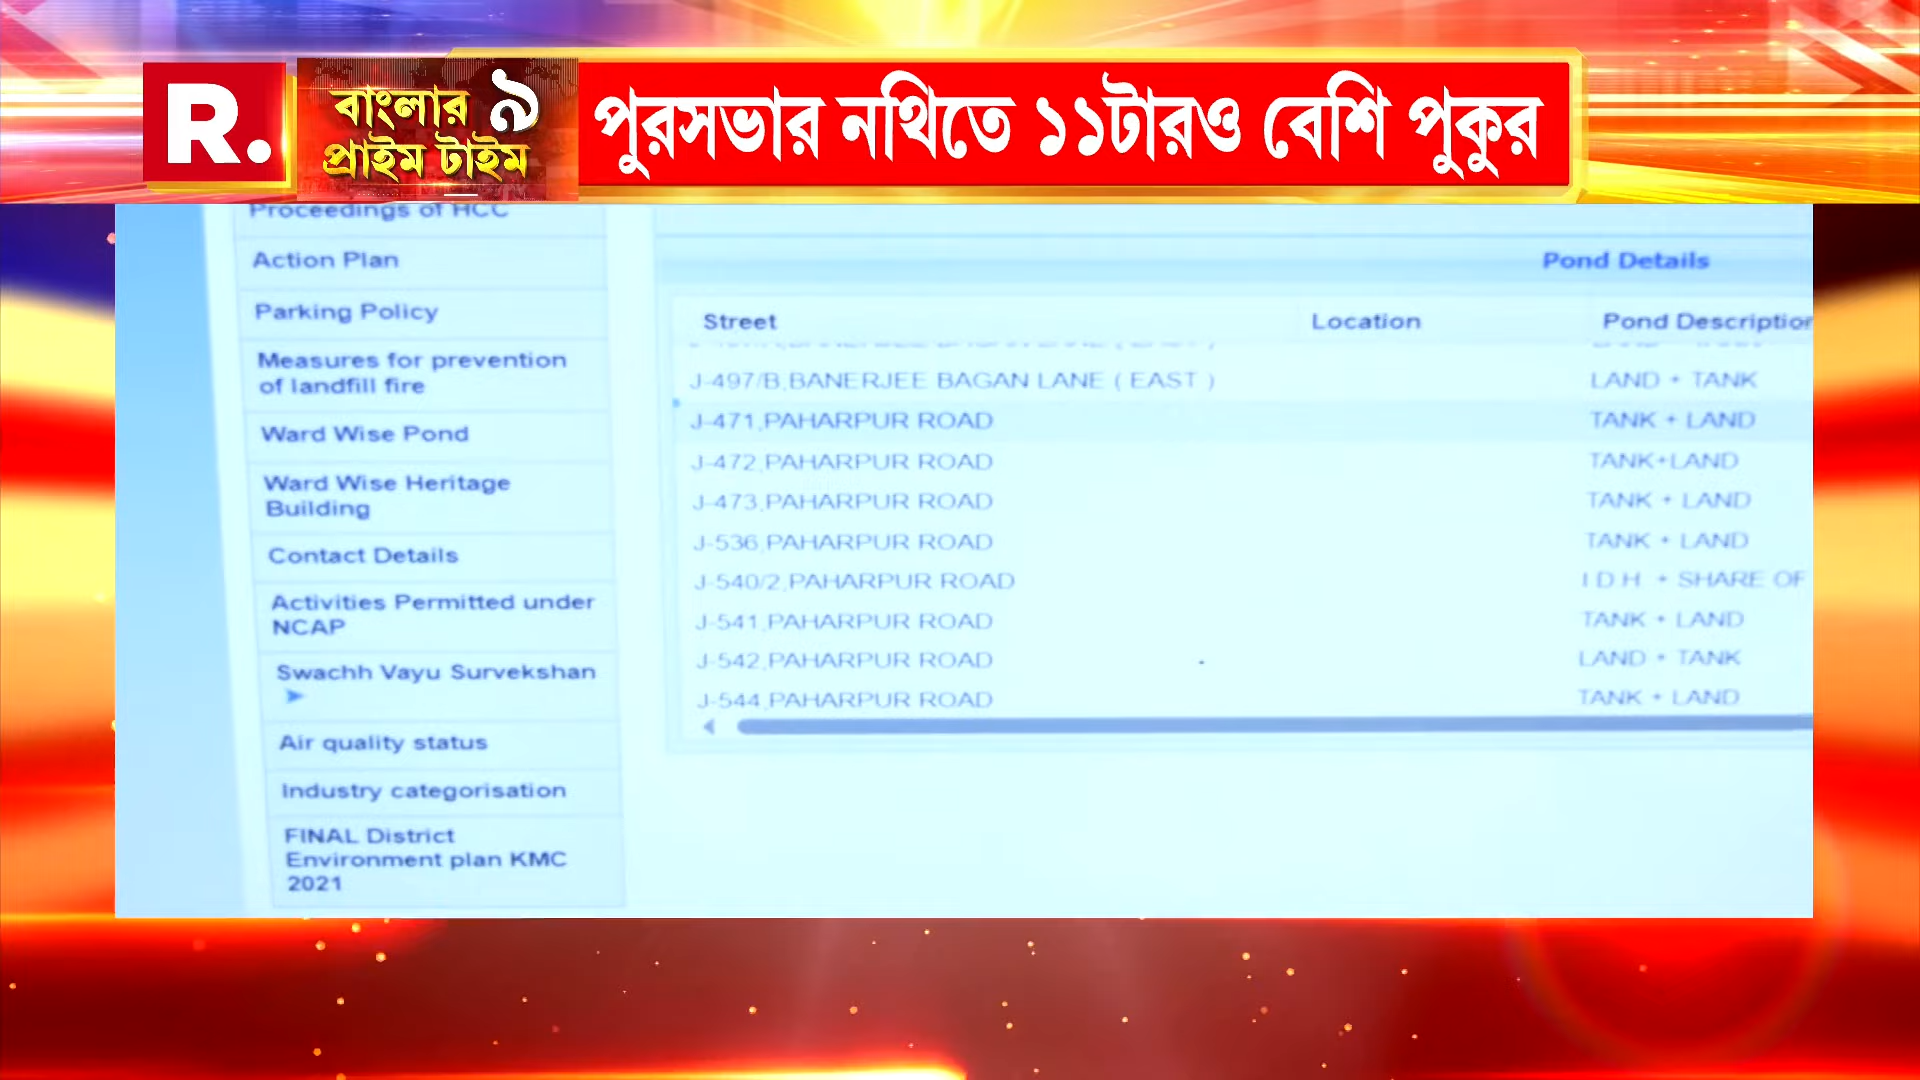 R.
বাংলার ৯
প্রাইম টাইম
পুরসভার নথিতে ১১টারও বেশি পুকুর
Proceedings of HCC
Action Plan
Parking Policy
Measures for prevention
of landfill fire
Ward Wise Pond
Ward Wise Heritage
Building
Contact Details
Activities Permitted under
NCAP
Swachh Vayu Survekshan
Air quality status
Industry categorisation
FINAL District
Environment plan KMC
2021
Pond Details
Street Location Pond Description
J-497/B,BANERJEE BAGAN LANE ( EAST ) LAND + TANK
J-471,PAHARPUR ROAD TANK + LAND
J-472,PAHARPUR ROAD TANK+LAND
J-473,PAHARPUR ROAD TANK + LAND
J-536,PAHARPUR ROAD TANK + LAND
J-540/2,PAHARPUR ROAD I D H + SHARE OF
J-541,PAHARPUR ROAD TANK + LAND
J-542,PAHARPUR ROAD LAND + TANK
J-544,PAHARPUR ROAD TANK + LAND